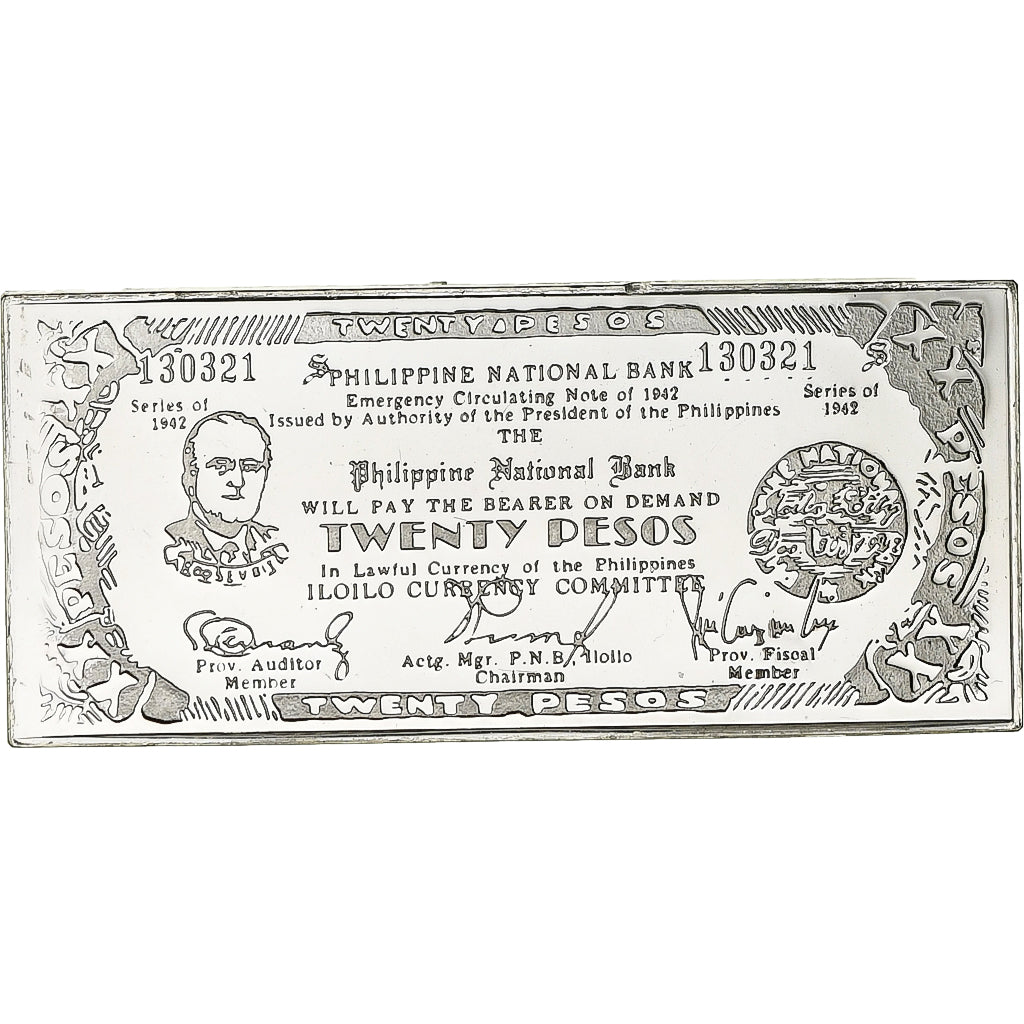 TWENTY PESOS
130321
130321
PHILIPPINE NATIONAL BANK
Emergency Circulating Note of 1942
Series of
1942
Series of
1942
Issued by Authority of the President of the Philippines
THE
Philippine National Bank
WILL PAY THE BEARER ON DEMAND
TWENTY PESOS
In Lawful Currency of the Philippines
ILOILO CURRENCY COMMITTEE
Prov. Auditor
Member
Actg. Mgr. P.N.B. Iloilo
Chairman
Prov. Fiscal
Member
TWENTY PESOS
PESOS
PESOS